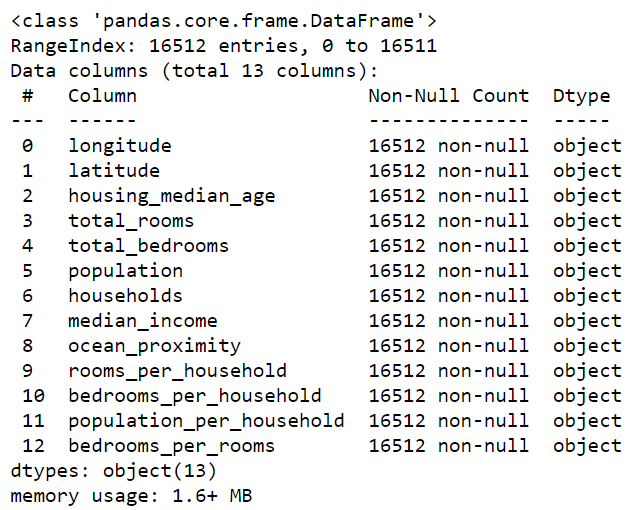 <class 'pandas.core.frame.DataFrame'>
RangeIndex: 16512 entries, 0 to 16511
Data columns (total 13 columns):
 #   Column                    Non-Null Count  Dtype
---  ------                    --------------  -----
 0   longitude                 16512 non-null  object
 1   latitude                  16512 non-null  object
 2   housing_median_age        16512 non-null  object
 3   total_rooms               16512 non-null  object
 4   total_bedrooms            16512 non-null  object
 5   population                16512 non-null  object
 6   households                16512 non-null  object
 7   median_income             16512 non-null  object
 8   ocean_proximity           16512 non-null  object
 9   rooms_per_household       16512 non-null  object
 10  bedrooms_per_household    16512 non-null  object
 11  population_per_household  16512 non-null  object
 12  bedrooms_per_rooms        16512 non-null  object
dtypes: object(13)
memory usage: 1.6+ MB